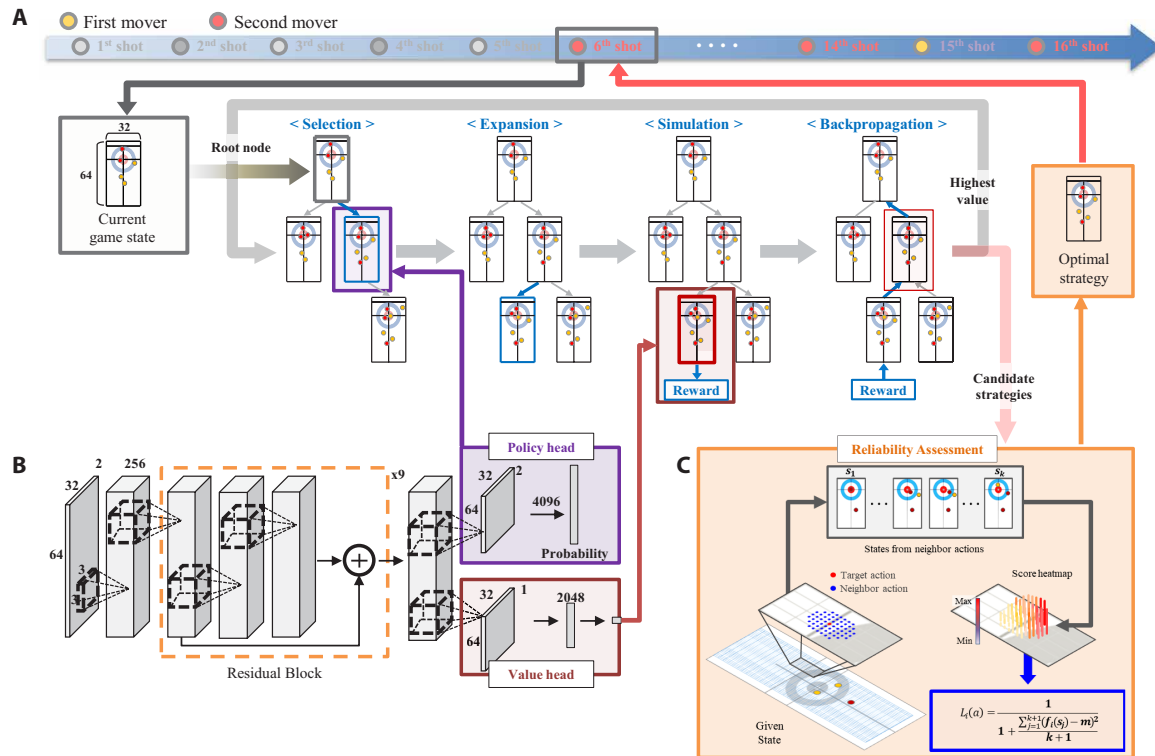 A
First mover
Second mover
1st shot
2nd shot
3rd shot
4th shot
5th shot
6th shot
. . . .
14th shot
15th shot
16th shot
32
64
Current
game state
Root node
< Selection >
< Expansion >
< Simulation >
< Backpropagation >
Highest
value
Reward
Reward
Candidate
strategies
Optimal
strategy
B
2
256
32
64
3
3
x9
Residual Block
Policy head
32
2
64
4096
Probability
32
1
64
2048
Value head
C
Reliability Assessment
s1
sk
...
...
States from neighbor actions
Target action
Neighbor action
Score heatmap
Max
Min
Given
State
Li(a) = 1 / (1 + (∑_{j=1}^{k+1}(fi(sj) − m)² / (k + 1)))